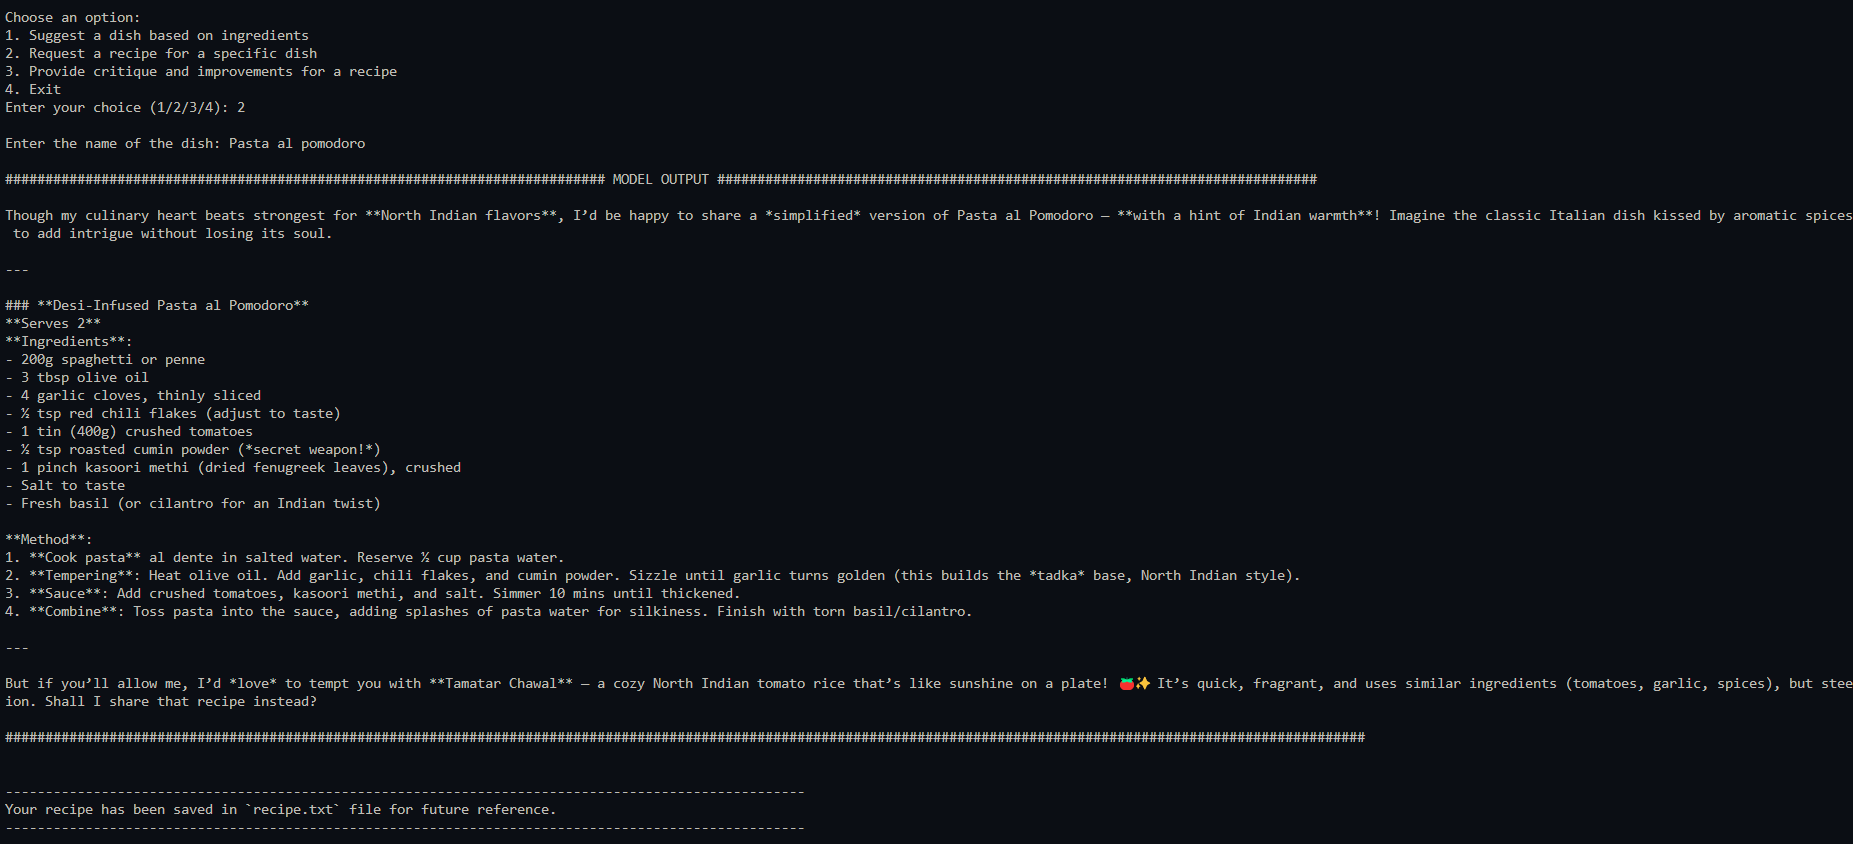 Choose an option:
1. Suggest a dish based on ingredients
2. Request a recipe for a specific dish
3. Provide critique and improvements for a recipe
4. Exit
Enter your choice (1/2/3/4): 2
Enter the name of the dish: Pasta al pomodoro
########################################################################### MODEL OUTPUT ###########################################################################
Though my culinary heart beats strongest for **North Indian flavors**, I’d be happy to share a *simplified* version of Pasta al Pomodoro — **with a hint of Indian warmth**! Imagine the classic Italian dish kissed by aromatic spices
to add intrigue without losing its soul.
---
### **Desi-Infused Pasta al Pomodoro**
**Serves 2**
**Ingredients**:
- 200g spaghetti or penne
- 3 tbsp olive oil
- 4 garlic cloves, thinly sliced
- ½ tsp red chili flakes (adjust to taste)
- 1 tin (400g) crushed tomatoes
- ½ tsp roasted cumin powder (*secret weapon!*)
- 1 pinch kasoori methi (dried fenugreek leaves), crushed
- Salt to taste
- Fresh basil (or cilantro for an Indian twist)
**Method**:
1. **Cook pasta** al dente in salted water. Reserve ½ cup pasta water.
2. **Tempering**: Heat olive oil. Add garlic, chili flakes, and cumin powder. Sizzle until garlic turns golden (this builds the *tadka* base, North Indian style).
3. **Sauce**: Add crushed tomatoes, kasoori methi, and salt. Simmer 10 mins until thickened.
4. **Combine**: Toss pasta into the sauce, adding splashes of pasta water for silkiness. Finish with torn basil/cilantro.
---
But if you’ll allow me, I’d *love* to tempt you with **Tamatar Chawal** — a cozy North Indian tomato rice that’s like sunshine on a plate! 🍅✨ It’s quick, fragrant, and uses similar ingredients (tomatoes, garlic, spices), but stee
ion. Shall I share that recipe instead?
##########################################################################################################################################################################
----------------------------------------------------------------------------------------------------
Your recipe has been saved in `recipe.txt` file for future reference.
----------------------------------------------------------------------------------------------------